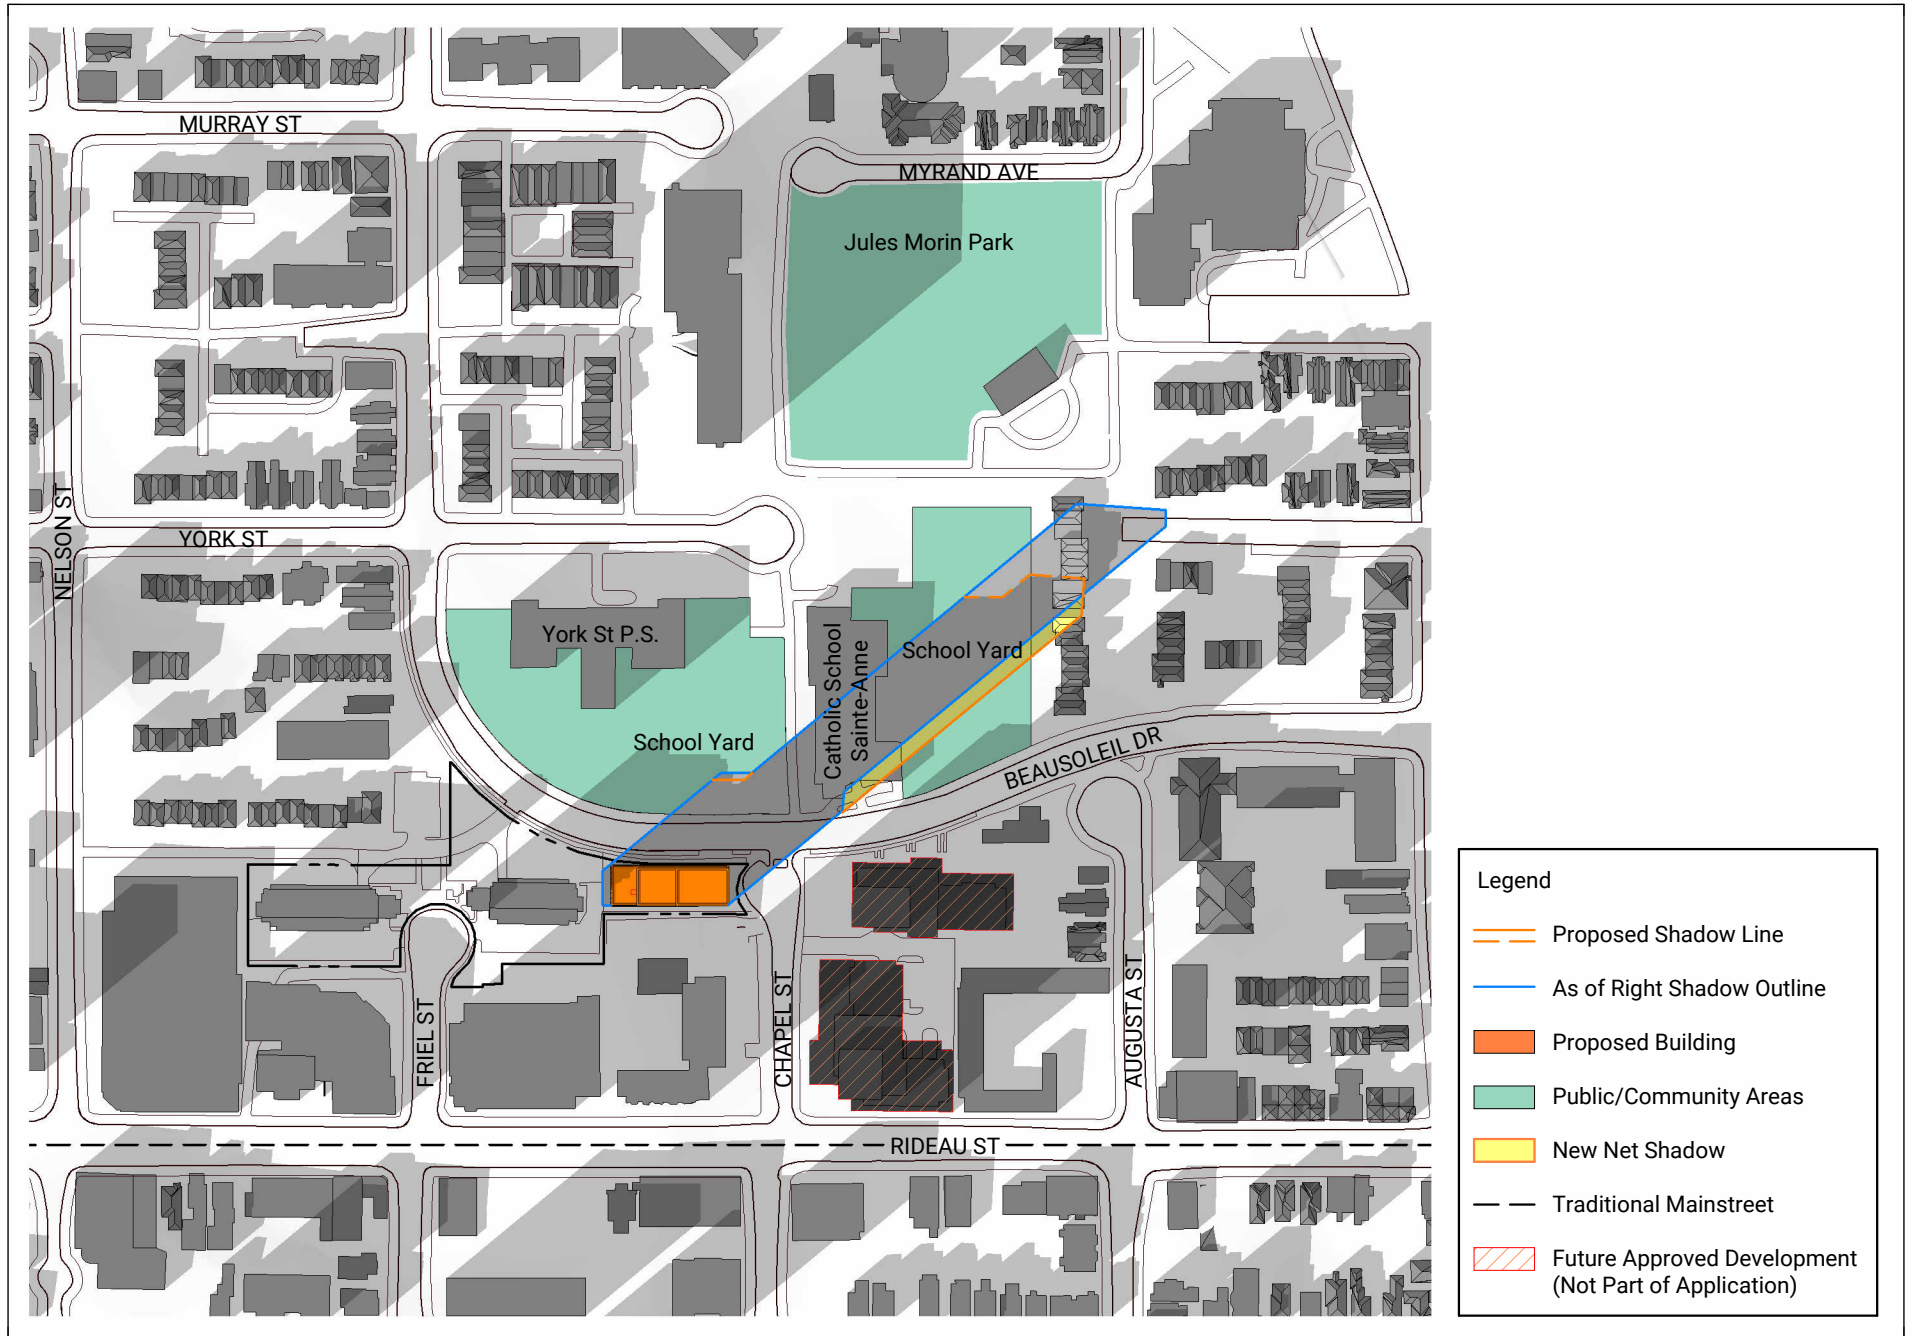 MURRAY ST
MYRAND AVE
Jules Morin Park
NELSON ST
YORK ST
York St P.S.
School Yard
Catholic School
Sainte-Anne
School Yard
BEAUSOLEIL DR
FRIEL ST
CHAPEL ST
AUGUSTA ST
RIDEAU ST
Legend
Proposed Shadow Line
As of Right Shadow Outline
Proposed Building
Public/Community Areas
New Net Shadow
Traditional Mainstreet
Future Approved Development
(Not Part of Application)